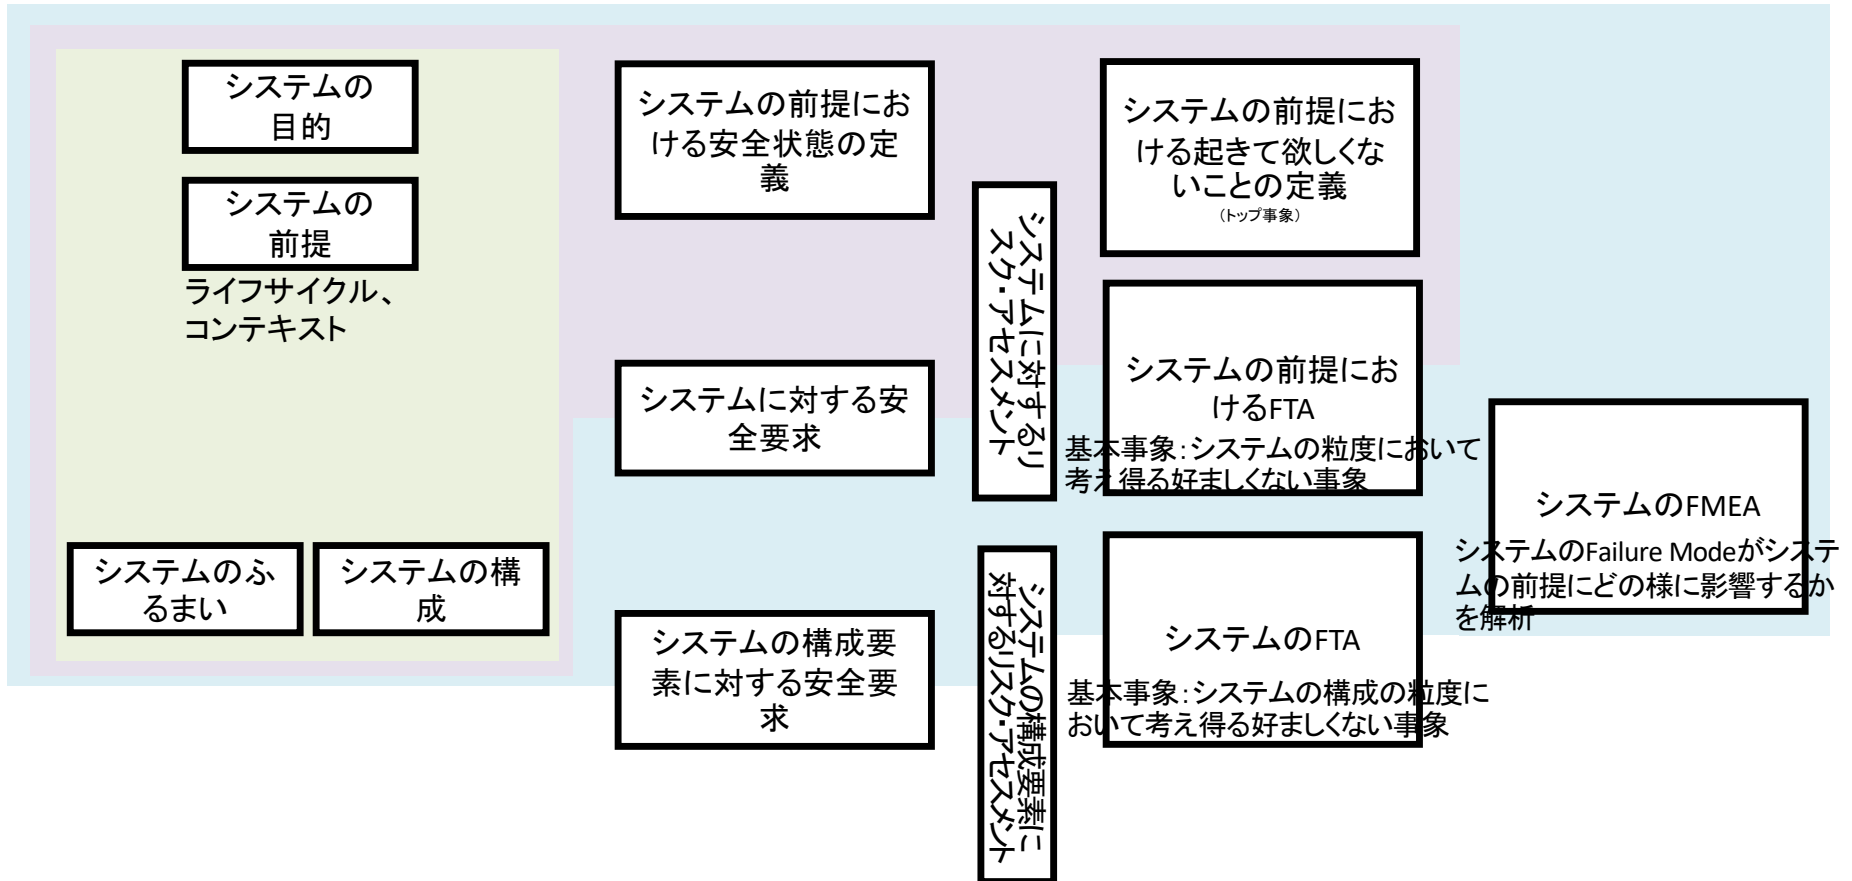 システムの
目的
システムの
前提
ライフサイクル、
コンテキスト
システムのふ
るまい
システムの構
成
システムの前提にお
ける安全状態の定
義
システムに対する安
全要求
システムの構成要
素に対する安全要
求
システムに対するリ
スク・アセスメント
システムの構成要素に
対するリスク・アセスメント
システムの前提にお
ける起きて欲しくな
いことの定義
（トップ事象）
システムの前提にお
けるFTA
基本事象：システムの粒度において
考え得る好ましくない事象
システムのFTA
基本事象：システムの構成の粒度に
おいて考え得る好ましくない事象
システムのFMEA
システムのFailure Modeがシステ
ムの前提にどの様に影響するか
を解析